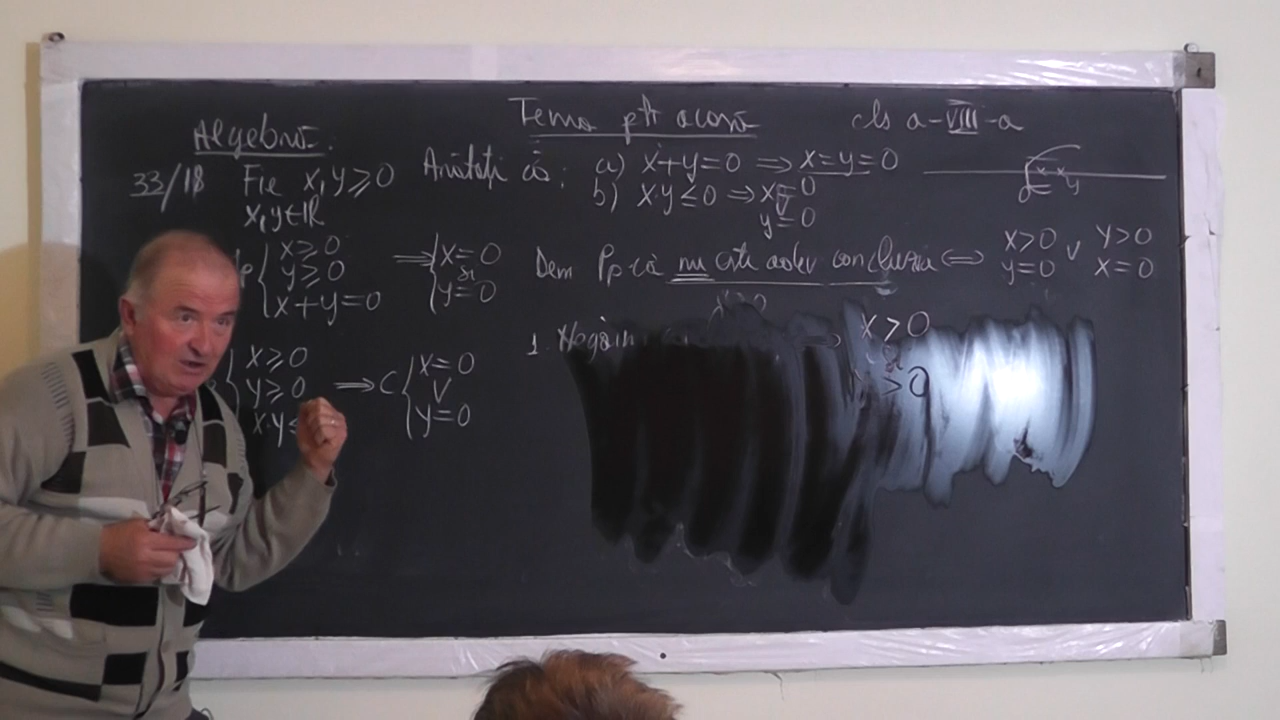 Algebră.
Temă ptr acasă
cls a-VIII-a
33/18 Fie x, y ≥ 0
x, y ∈ ℝ
Arătați că:
a) x+y=0 ⇒ x=y=0
b) x·y ≤ 0 ⇒ x=0
∨
y=0
x ≥ 0
y ≥ 0
x+y=0
⇒ { x=0
și
y=0
Dem Pp că nu este adev concluzia ⇔
x>0
y=0
∨
y>0
x=0
x ≥ 0
y ≥ 0
x·y ≤
⇒ C { x=0
∨
y=0
1. Negăm
⇒ x > 0
> 0